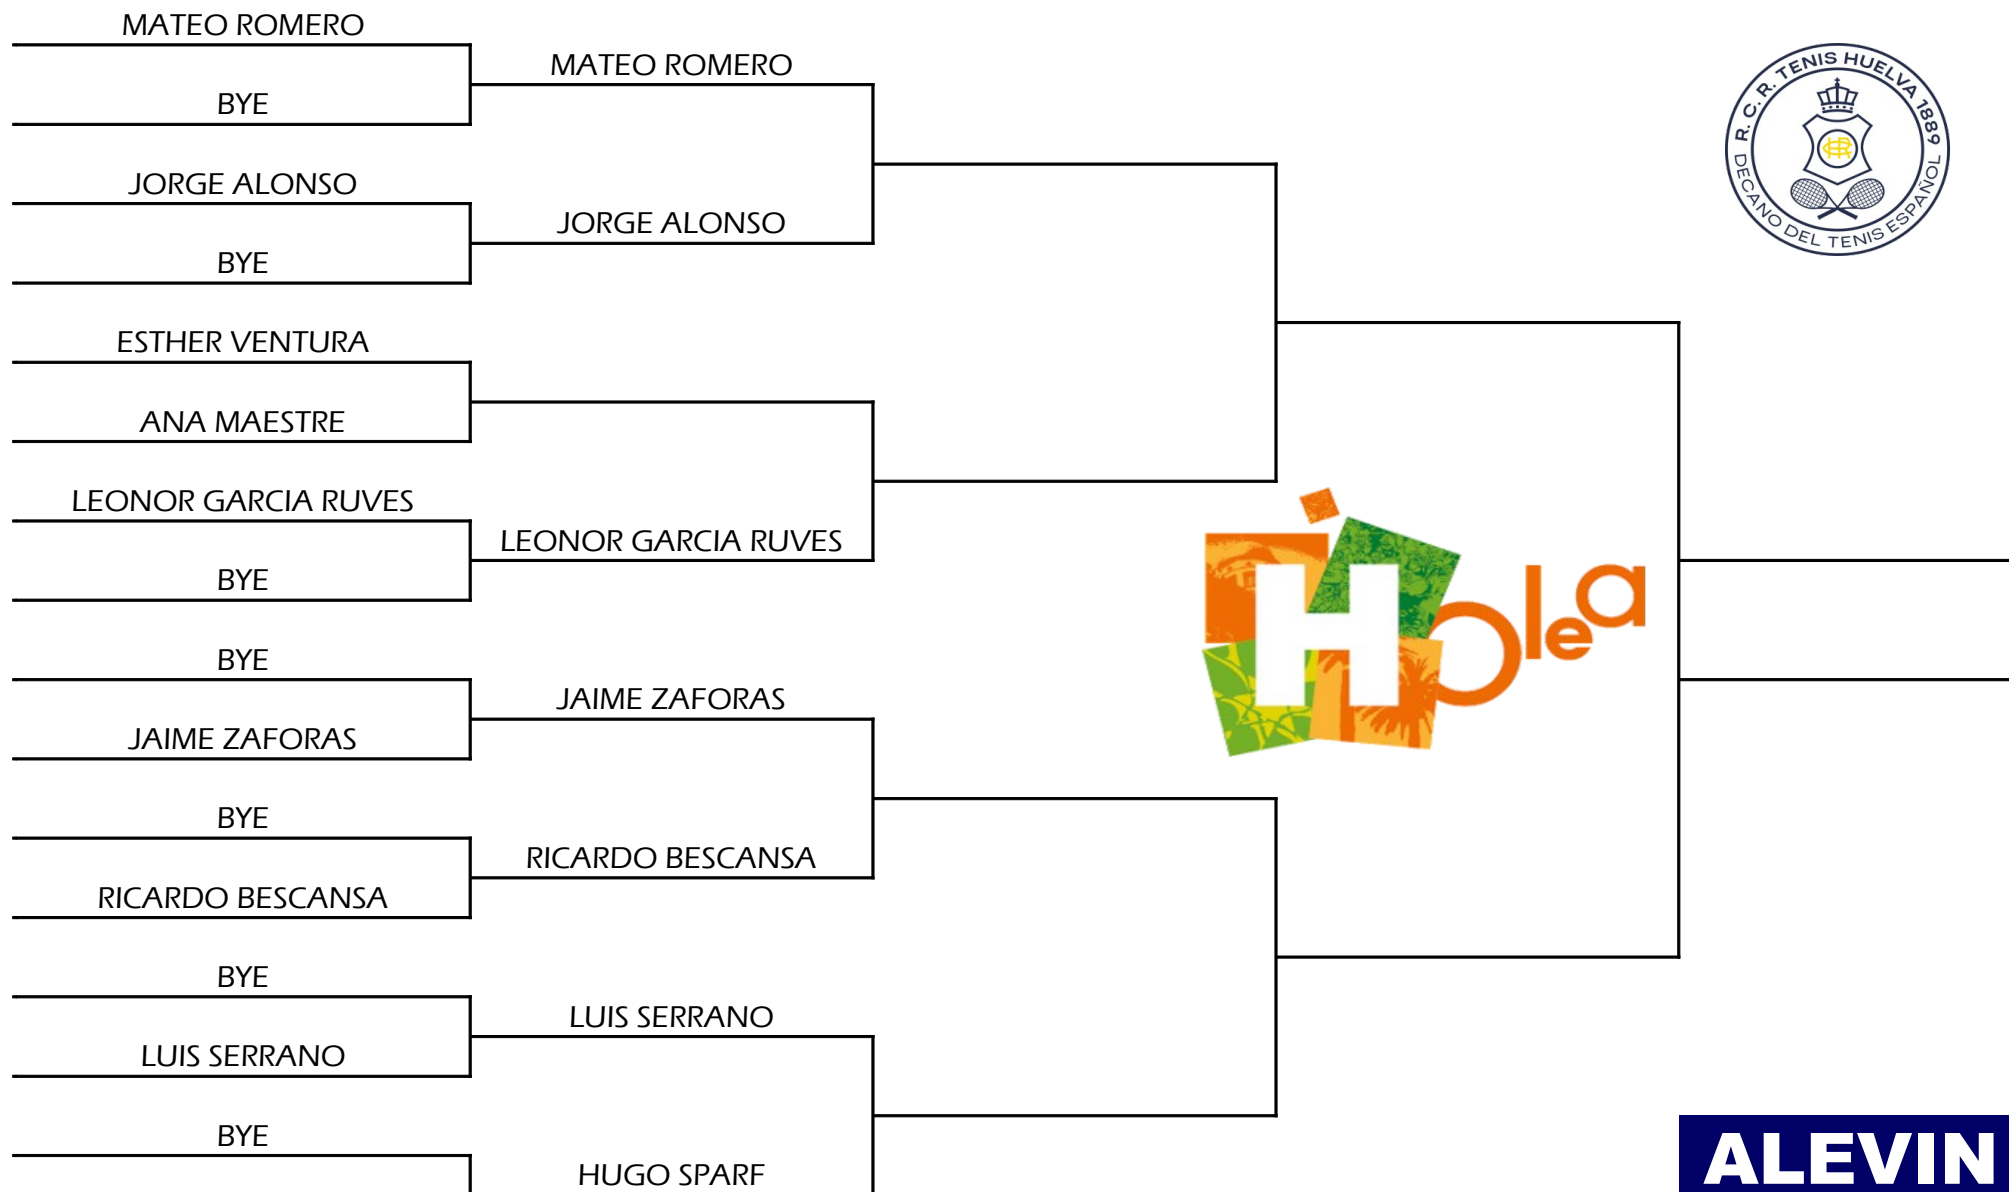 MATEO ROMERO
BYE
JORGE ALONSO
BYE
ESTHER VENTURA
ANA MAESTRE
LEONOR GARCIA RUVES
BYE
BYE
JAIME ZAFORAS
BYE
RICARDO BESCANSA
BYE
LUIS SERRANO
BYE
MATEO ROMERO
JORGE ALONSO
LEONOR GARCIA RUVES
JAIME ZAFORAS
RICARDO BESCANSA
LUIS SERRANO
HUGO SPARF
R. C. R. TENIS HUELVA 1889
DECANO DEL TENIS ESPAÑOL
Holea
ALEVIN